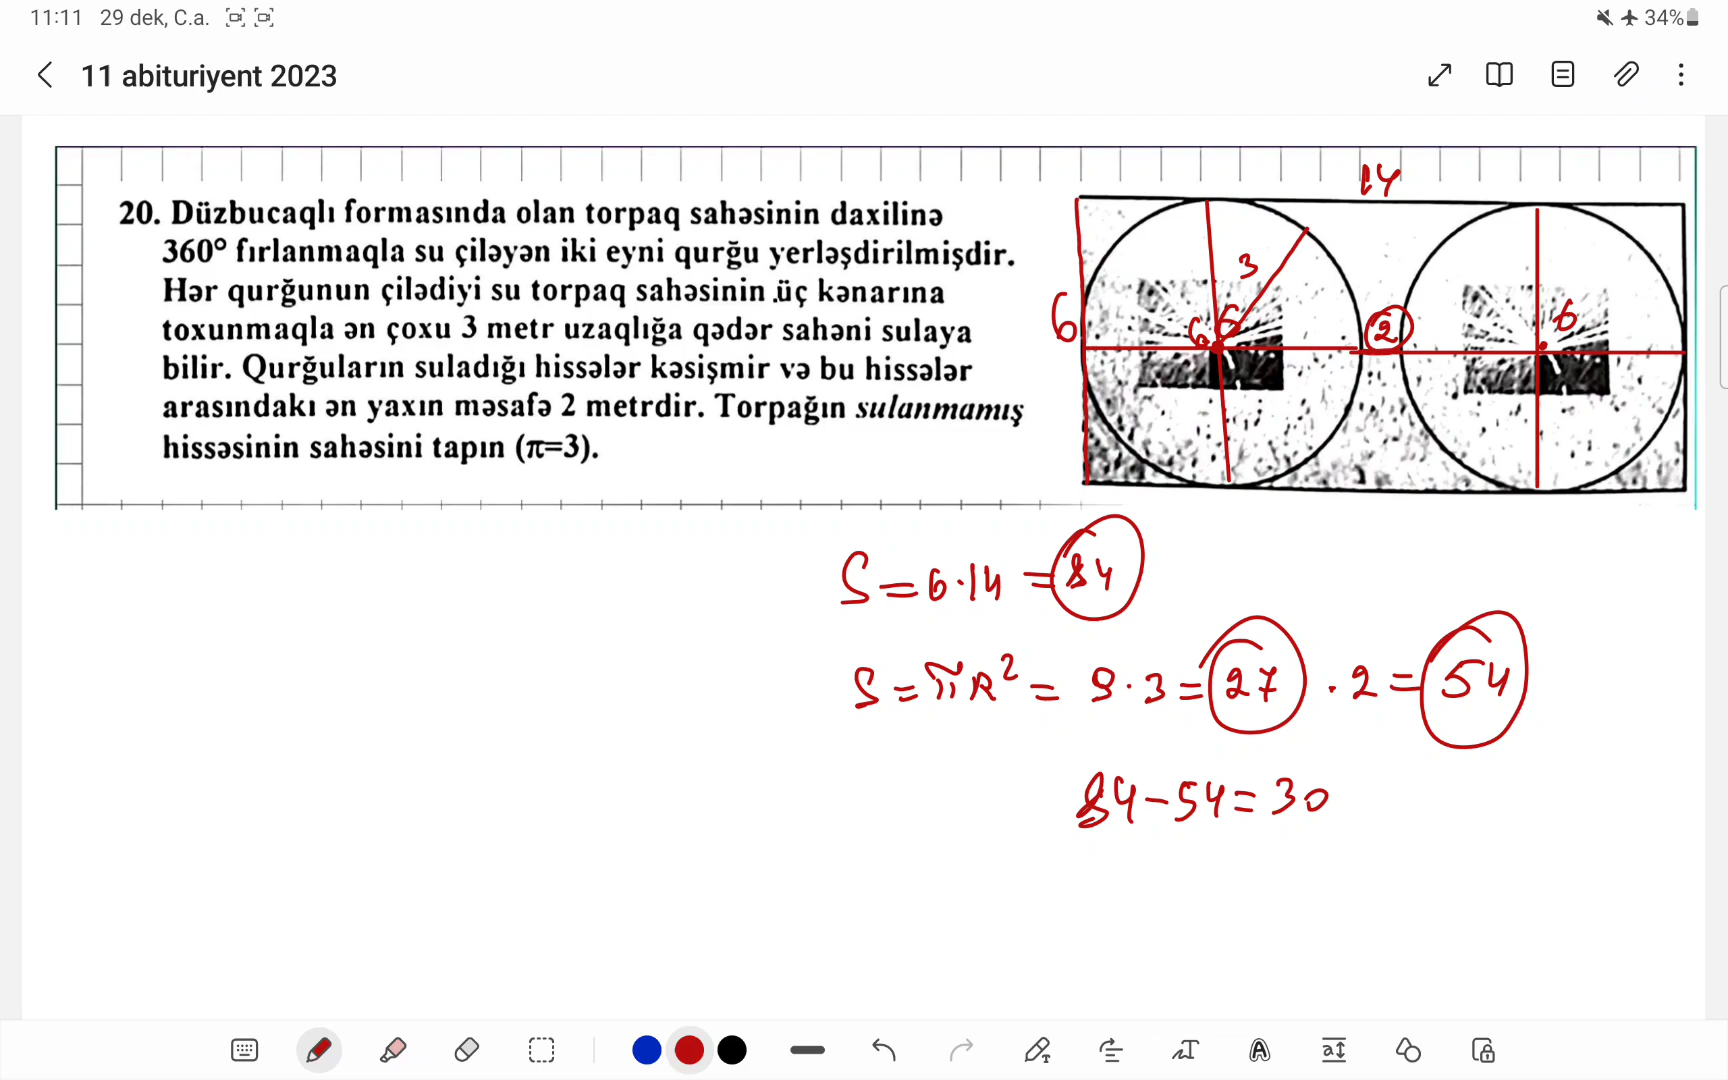 11:11 29 dek, C.a. 34%
11 abituriyent 2023
20. Düzbucaqlı formasında olan torpaq sahəsinin daxilinə
360° fırlanmaqla su çiləyən iki eyni qurğu yerləşdirilmişdir.
Hər qurğunun çilədiyi su torpaq sahəsinin üç kənarına
toxunmaqla ən çoxu 3 metr uzaqlığa qədər sahəni sulaya
bilir. Qurğuların suladığı hissələr kəsişmir və bu hissələr
arasındakı ən yaxın məsafə 2 metrdir. Torpağın sulanmamış
hissəsinin sahəsini tapın (π=3).
14
3
6 6 6 2 6
S = 6·14 = 84
S = πR² = 9·3 = 27 · 2 = 54
84 - 54 = 30